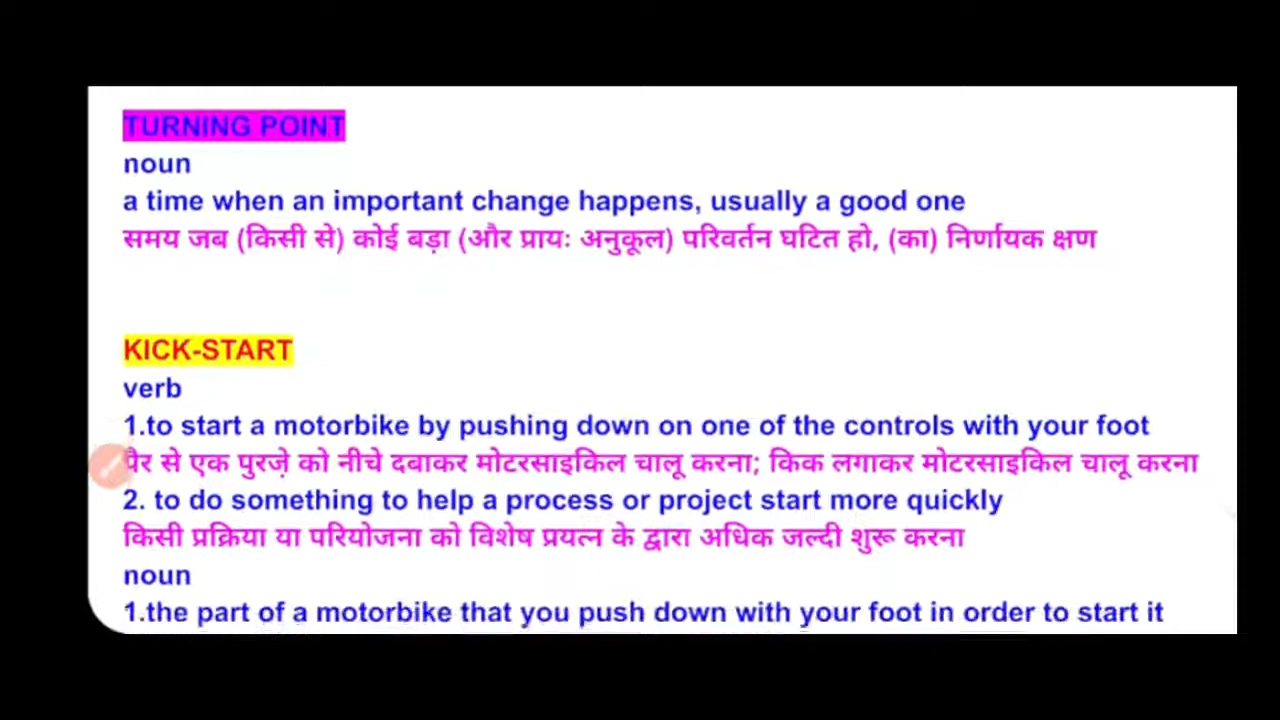 TURNING POINT
noun
a time when an important change happens, usually a good one
समय जब (किसी से) कोई बड़ा (और प्रायः अनुकूल) परिवर्तन घटित हो, (का) निर्णायक क्षण
KICK-START
verb
1.to start a motorbike by pushing down on one of the controls with your foot
पैर से एक पुरज़े को नीचे दबाकर मोटरसाइकिल चालू करना; किक लगाकर मोटरसाइकिल चालू करना
2. to do something to help a process or project start more quickly
किसी प्रक्रिया या परियोजना को विशेष प्रयत्न के द्वारा अधिक जल्दी शुरू करना
noun
1.the part of a motorbike that you push down with your foot in order to start it